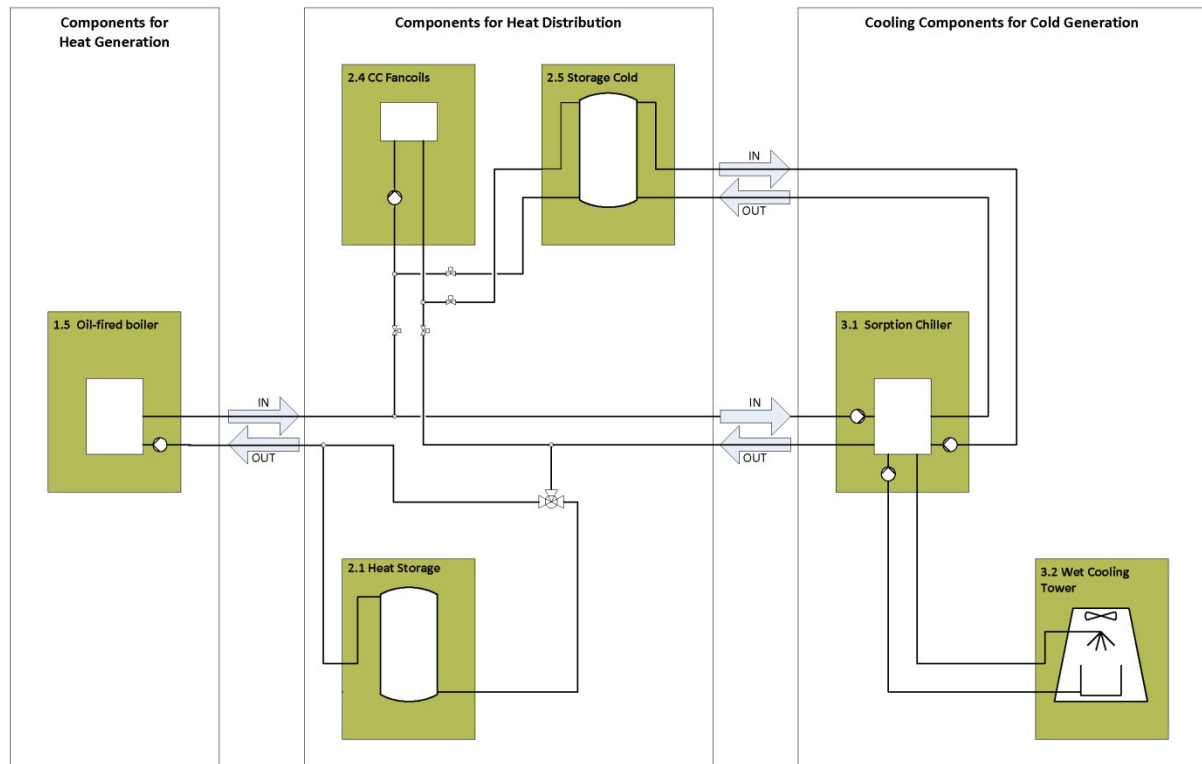 Components for
Heat Generation
Components for Heat Distribution
Cooling Components for Cold Generation
2.4 CC Fancoils
2.5 Storage Cold
IN
OUT
1.5 Oil-fired boiler
3.1 Sorption Chiller
IN
IN
OUT
OUT
2.1 Heat Storage
3.2 Wet Cooling
Tower